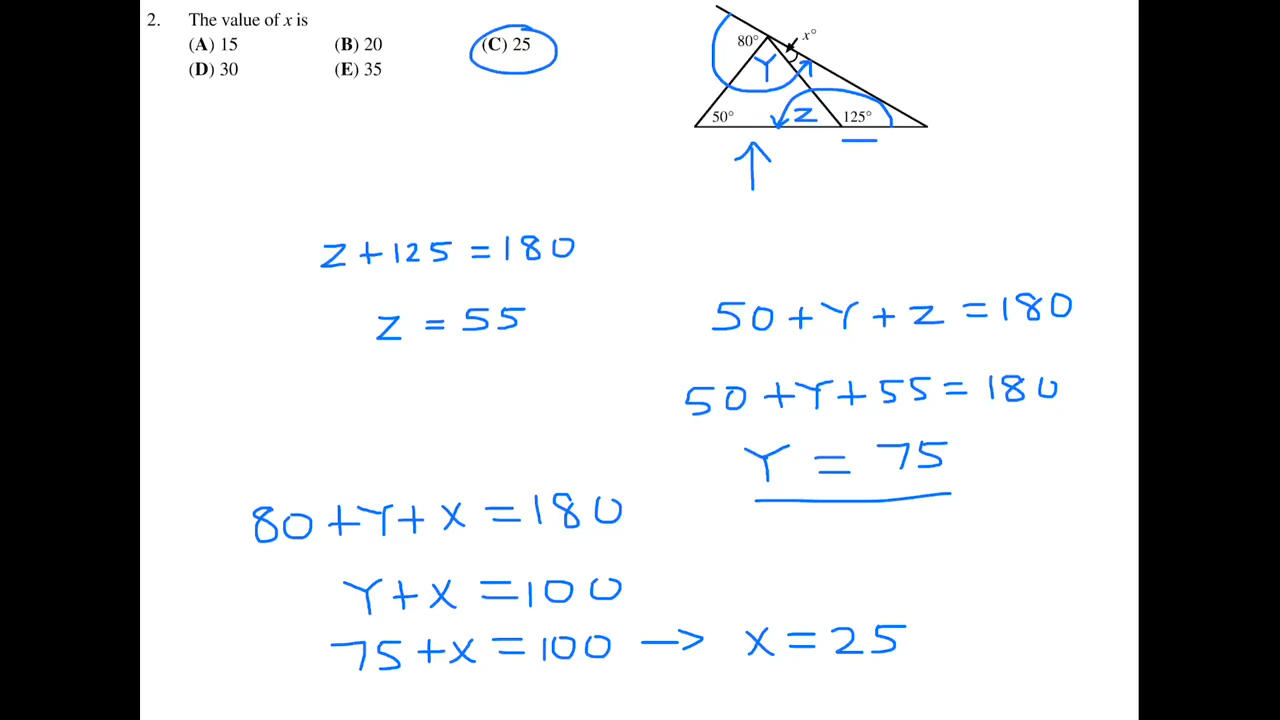 2. The value of x is
(A) 15 (B) 20 (C) 25
(D) 30 (E) 35
80° x°
Y
50° Z 125°
Z + 125 = 180
Z = 55
50 + Y + Z = 180
50 + Y + 55 = 180
Y = 75
80 + Y + X = 180
Y + X = 100
75 + X = 100 → X = 25